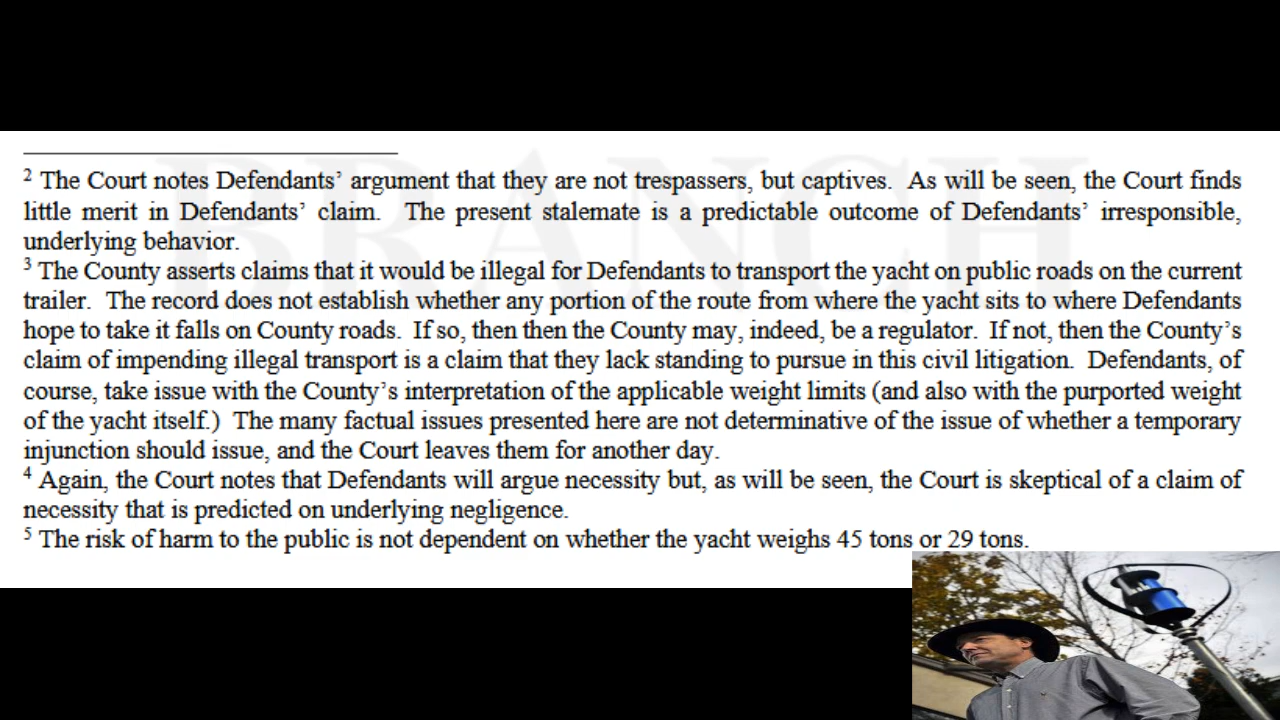 BRANCH
2 The Court notes Defendants' argument that they are not trespassers, but captives. As will be seen, the Court finds
little merit in Defendants' claim. The present stalemate is a predictable outcome of Defendants' irresponsible,
underlying behavior.
3 The County asserts claims that it would be illegal for Defendants to transport the yacht on public roads on the current
trailer. The record does not establish whether any portion of the route from where the yacht sits to where Defendants
hope to take it falls on County roads. If so, then then the County may, indeed, be a regulator. If not, then the County's
claim of impending illegal transport is a claim that they lack standing to pursue in this civil litigation. Defendants, of
course, take issue with the County's interpretation of the applicable weight limits (and also with the purported weight
of the yacht itself.) The many factual issues presented here are not determinative of the issue of whether a temporary
injunction should issue, and the Court leaves them for another day.
4 Again, the Court notes that Defendants will argue necessity but, as will be seen, the Court is skeptical of a claim of
necessity that is predicted on underlying negligence.
5 The risk of harm to the public is not dependent on whether the yacht weighs 45 tons or 29 tons.